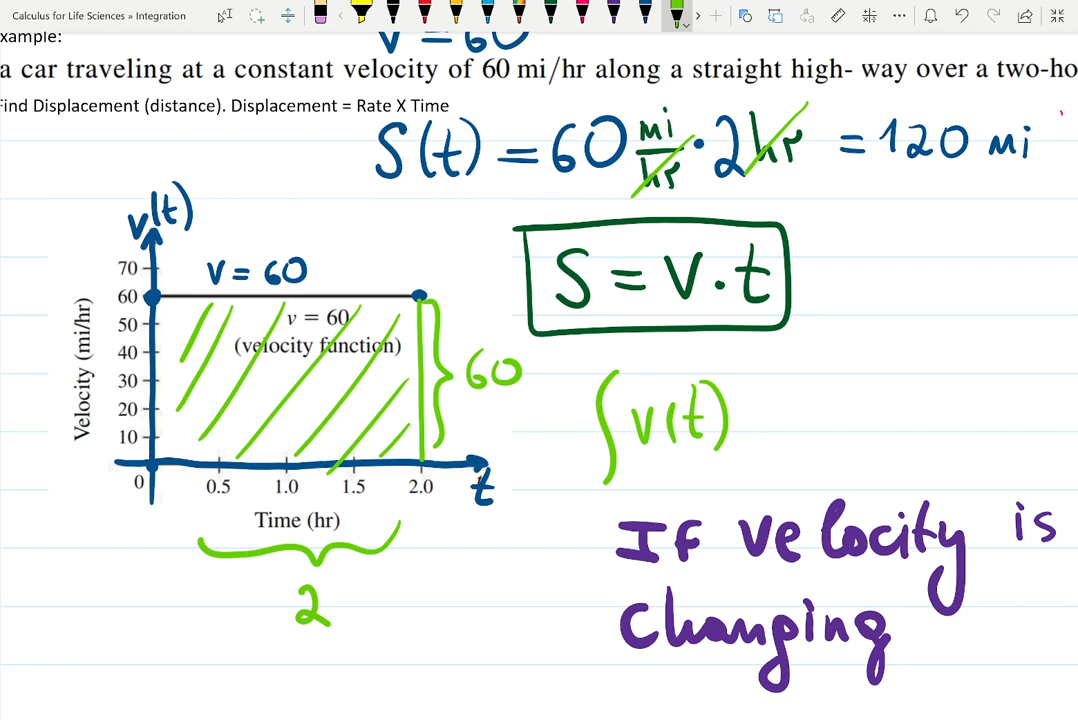 Calculus for Life Sciences » Integration
xample:
v = 60
a car traveling at a constant velocity of 60 mi/hr along a straight high- way over a two-ho
Find Displacement (distance). Displacement = Rate X Time
S(t) = 60 mi/hr · 2hr = 120 mi
v(t)
S = V · t
70
V = 60
60
50
v = 60
(velocity function)
40
30
20
10
Velocity (mi/hr)
60
∫ v(t)
0
0.5
1.0
1.5
2.0
t
Time (hr)
2
If velocity is
changing